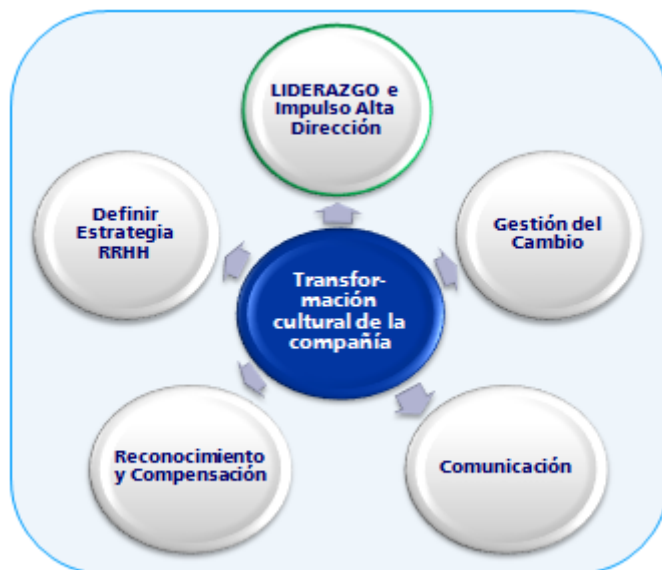 LIDERAZGO e
Impulso Alta
Dirección
Definir
Estrategia
RRHH
Gestión del
Cambio
Transfor-
mación
cultural de la
compañía
Reconocimiento
y Compensación
Comunicación